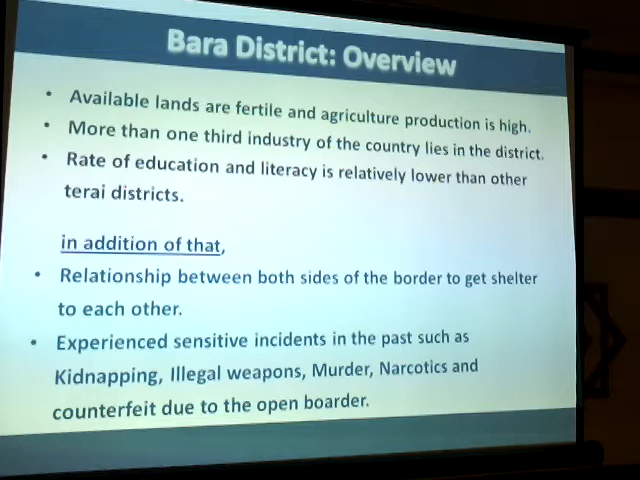 Bara District: Overview
• Available lands are fertile and agriculture production is high.
• More than one third industry of the country lies in the district.
• Rate of education and literacy is relatively lower than other
terai districts.
in addition of that,
• Relationship between both sides of the border to get shelter
to each other.
• Experienced sensitive incidents in the past such as
Kidnapping, Illegal weapons, Murder, Narcotics and
counterfeit due to the open boarder.